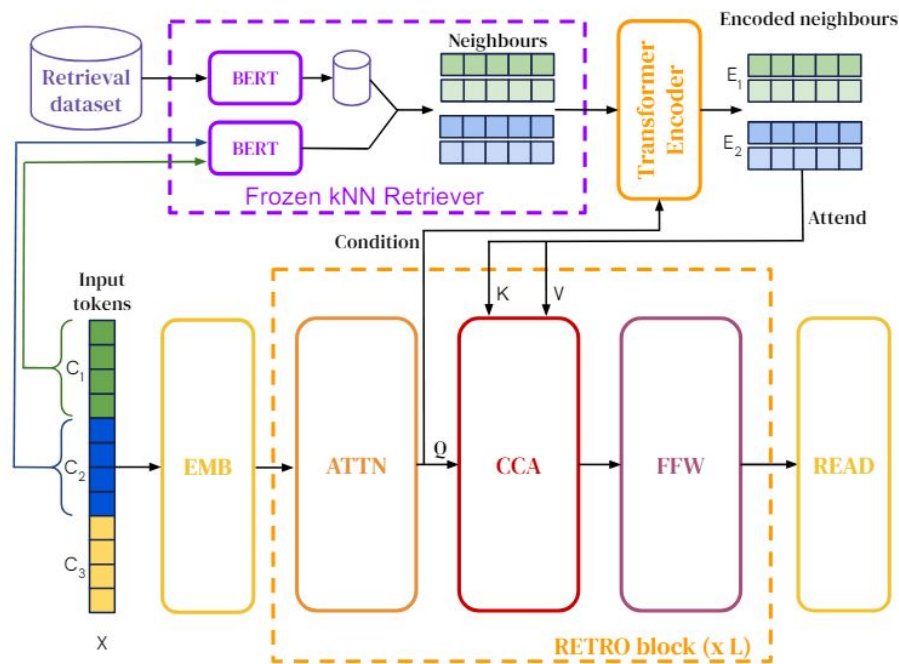 Encoded neighbours
Neighbours
Retrieval
dataset
BERT
BERT
Frozen kNN Retriever
Transformer
Encoder
E1
E2
Condition
Attend
Input
tokens
K
V
C1
C2
C3
X
EMB
ATTN
Q
CCA
FFW
READ
RETRO block (x L)